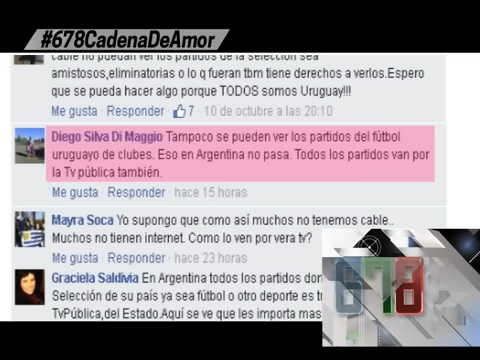 #678CadenaDeAmor
cable no puedan ver los partidos de la selección sea
amistosos,eliminatorias o lo q fueran tbm tiene derechos a verlos.Espero
que se pueda hacer algo porque TODOS somos Uruguay!!!
Me gusta · Responder · 7 · 10 de octubre a las 20:10
Diego Silva Di Maggio Tampoco se pueden ver los partidos del fútbol
uruguayo de clubes. Eso en Argentina no pasa. Todos los partidos van por
la Tv pública también.
Me gusta · Responder · hace 15 horas
Mayra Soca Yo supongo que como así muchos no tenemos cable..
Muchos no tienen internet. Como lo ven por vera tv?
Me gusta · Responder · hace 23 horas
Graciela Saldivia En Argentina todos los partidos don
Selección de su país ya sea fútbol o otro deporte es tr
TvPública,del Estado.Aquí se ve que les importa mas
678